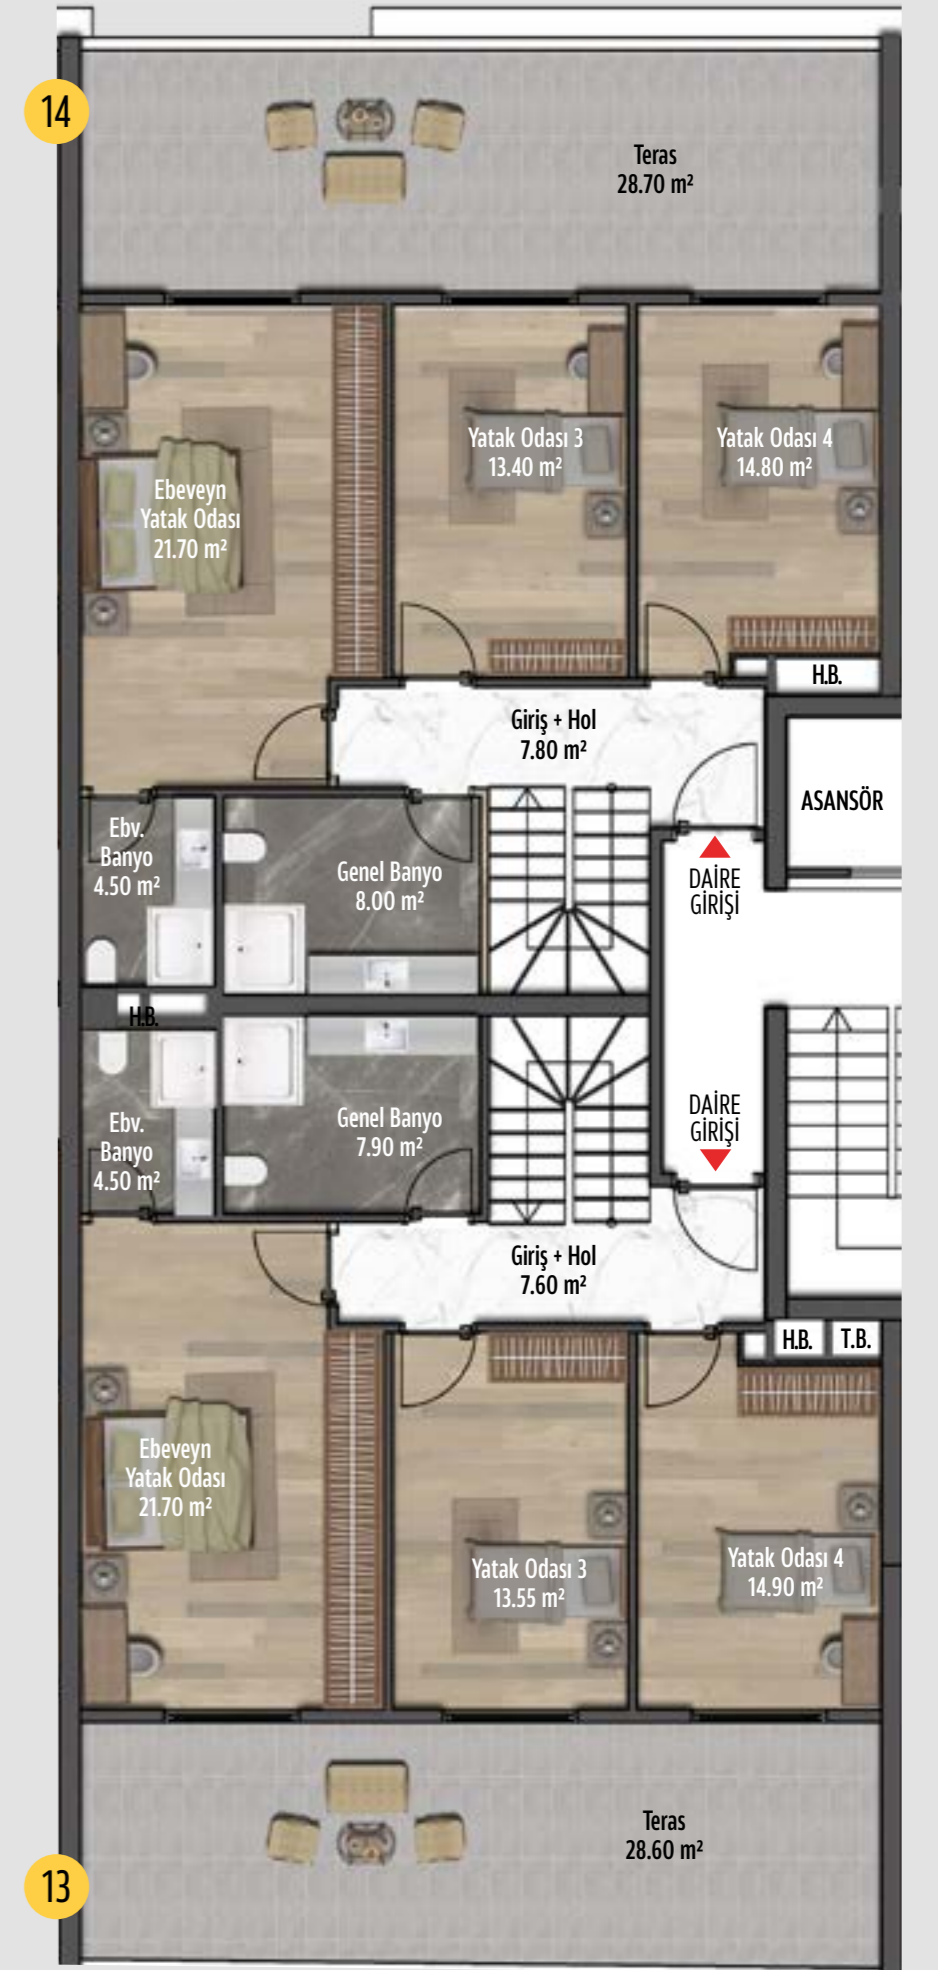 14
Teras
28.70 m²
Yatak Odası 3
13.40 m²
Yatak Odası 4
14.80 m²
Ebeveyn
Yatak Odası
21.70 m²
H.B.
Giriş + Hol
7.80 m²
ASANSÖR
Ebv.
Banyo
4.50 m²
Genel Banyo
8.00 m²
DAİRE
GİRİŞİ
H.B.
Ebv.
Banyo
4.50 m²
Genel Banyo
7.90 m²
DAİRE
GİRİŞİ
Giriş + Hol
7.60 m²
H.B.
T.B.
Ebeveyn
Yatak Odası
21.70 m²
Yatak Odası 3
13.55 m²
Yatak Odası 4
14.90 m²
Teras
28.60 m²
13